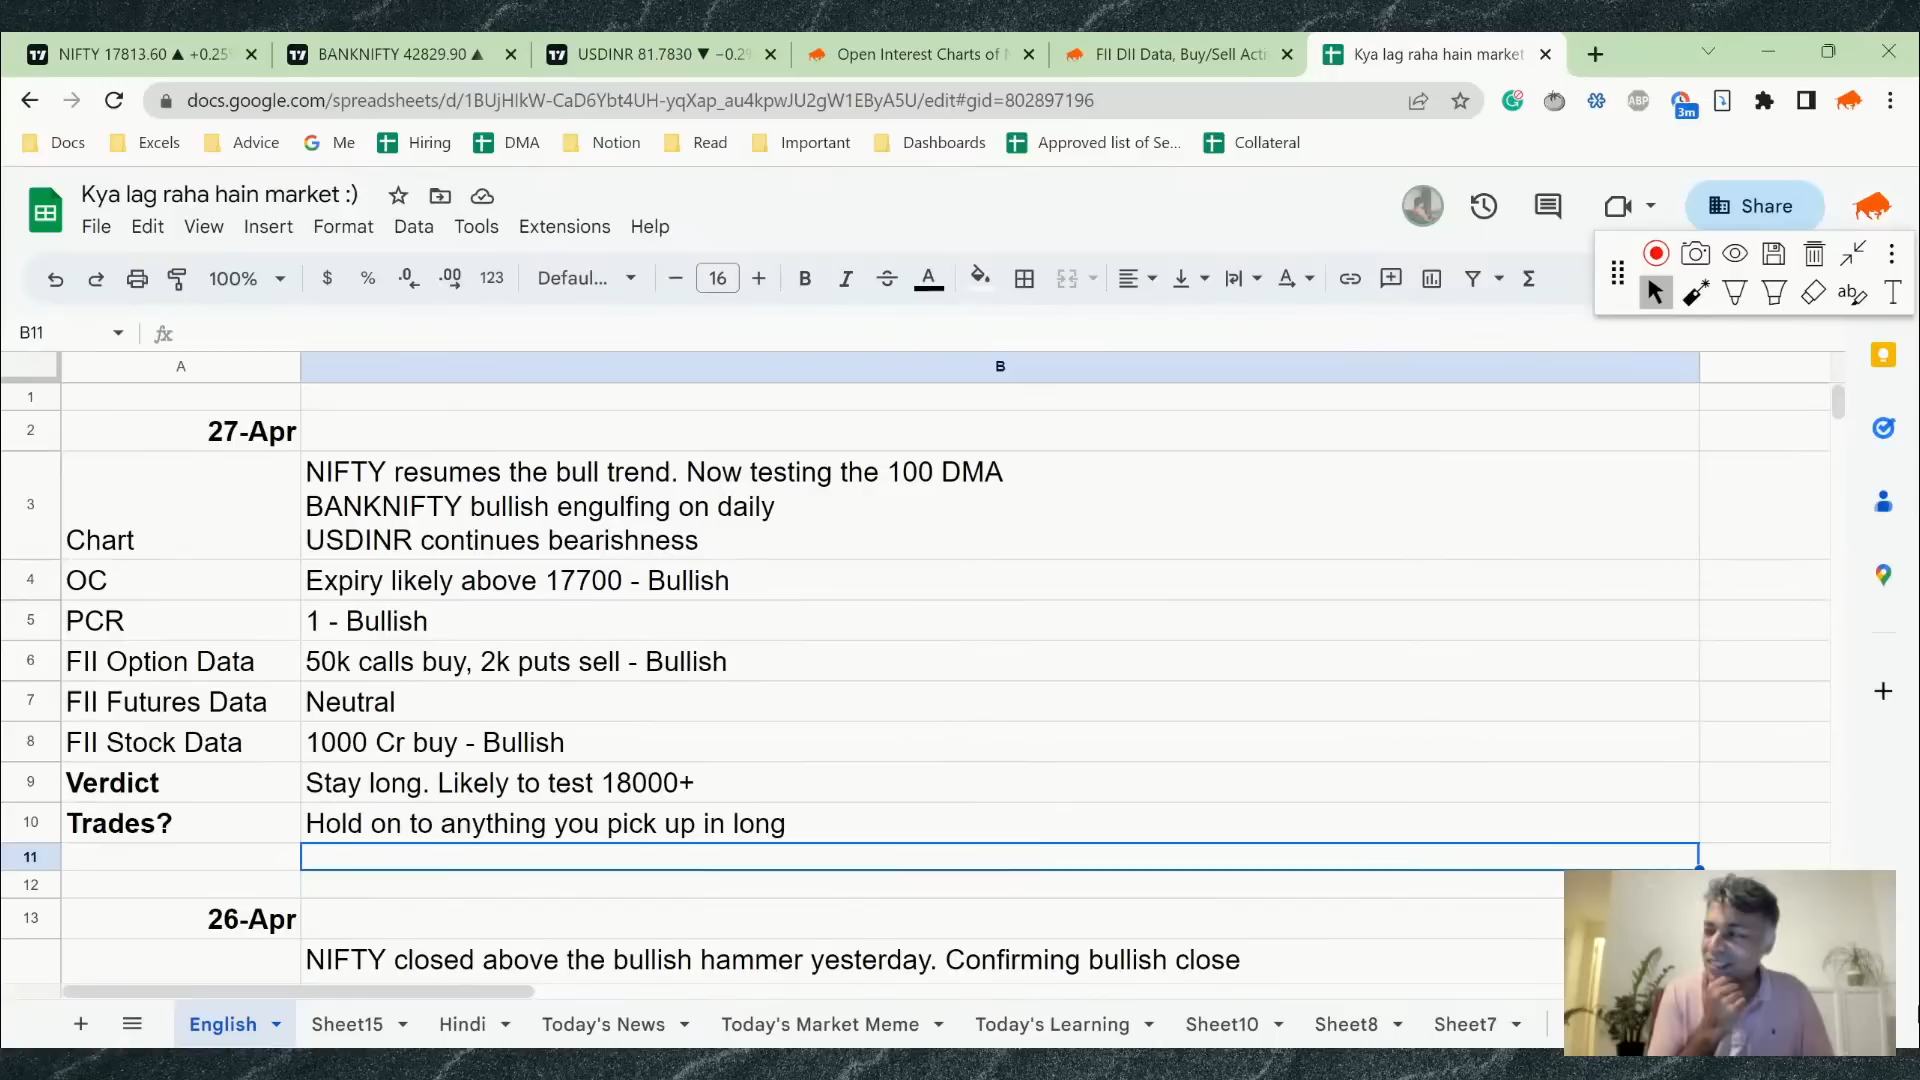 NIFTY 17813.60 ▲ +0.25
BANKNIFTY 42829.90 ▲
USDINR 81.7830 ▼ −0.2
Open Interest Charts of
FII DII Data, Buy/Sell Acti
Kya lag raha hain market
docs.google.com/spreadsheets/d/1BUjHIkW-CaD6Ybt4UH-yqXap_au4kpwJU2gW1EByA5U/edit#gid=802897196
ABP
3m
Docs
Excels
Advice
Me
Hiring
DMA
Notion
Read
Important
Dashboards
Approved list of Se...
Collateral
Kya lag raha hain market :)
File Edit View Insert Format Data Tools Extensions Help
Share
100%
$ % .0 .00 123
Defaul...
16
B I A
B11
A B
1
2 27-Apr
NIFTY resumes the bull trend. Now testing the 100 DMA
BANKNIFTY bullish engulfing on daily
3 Chart USDINR continues bearishness
4 OC Expiry likely above 17700 - Bullish
5 PCR 1 - Bullish
6 FII Option Data 50k calls buy, 2k puts sell - Bullish
7 FII Futures Data Neutral
8 FII Stock Data 1000 Cr buy - Bullish
9 Verdict Stay long. Likely to test 18000+
10 Trades? Hold on to anything you pick up in long
11
12
13 26-Apr
NIFTY closed above the bullish hammer yesterday. Confirming bullish close
English Sheet15 Hindi Today's News Today's Market Meme Today's Learning Sheet10 Sheet8 Sheet7